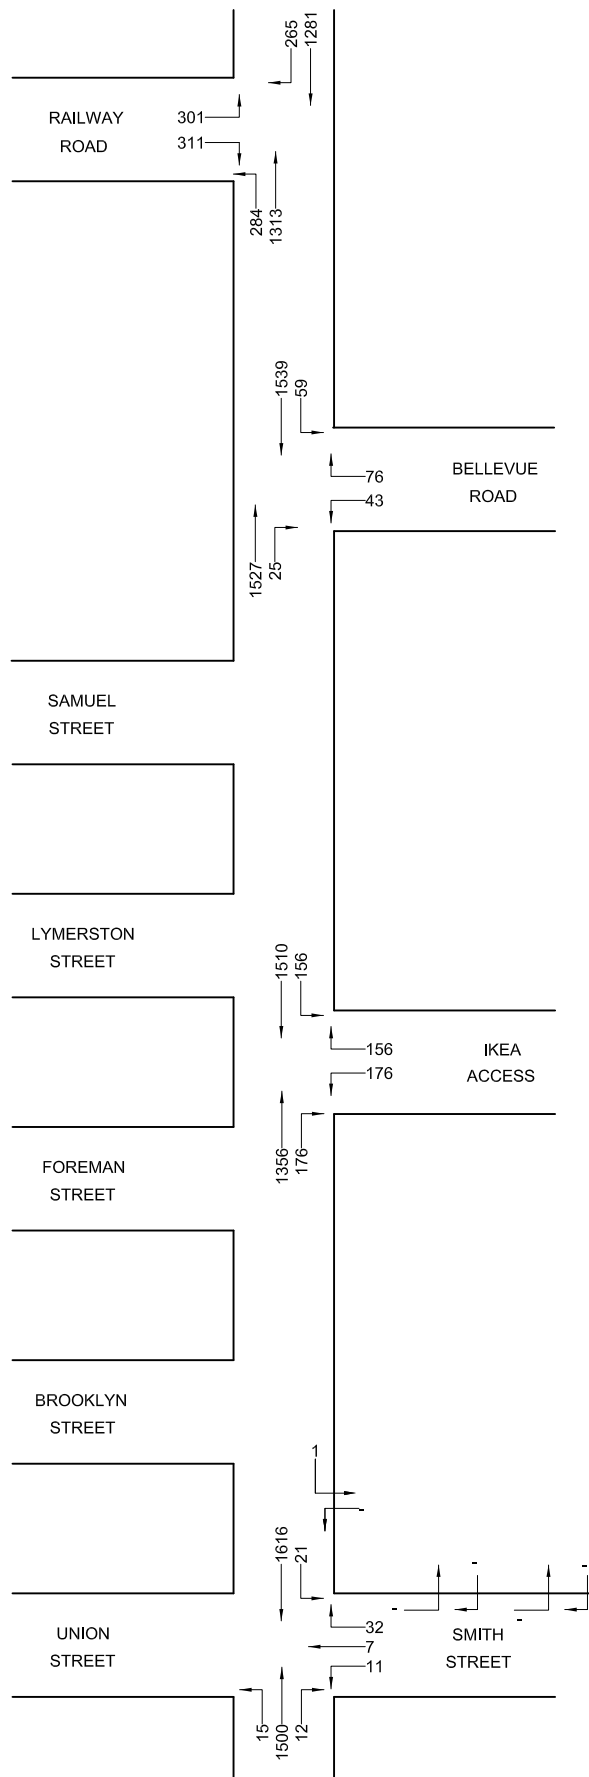 265
1281
RAILWAY
ROAD
301
311
284
1313
1539
59
BELLEVUE
ROAD
76
43
1527
25
SAMUEL
STREET
LYMERSTON
STREET
1510
156
156
176
IKEA
ACCESS
1356
176
FOREMAN
STREET
BROOKLYN
STREET
1
-
1616
21
-
-
-
-
UNION
STREET
32
7
11
SMITH
STREET
15
1500
12